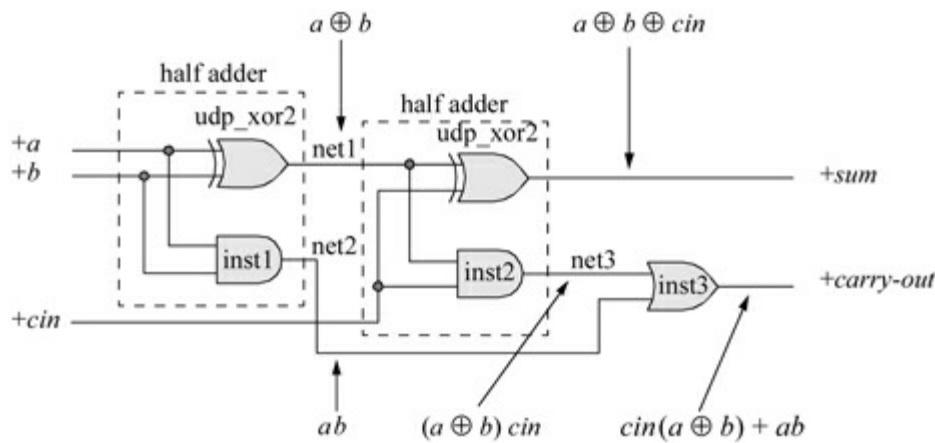 a ⊕ b
a ⊕ b ⊕ cin
half adder
half adder
udp_xor2
udp_xor2
+a
+b
net1
+sum
net2
inst1
inst2
net3
inst3
+carry-out
+cin
ab
(a ⊕ b) cin
cin(a ⊕ b) + ab